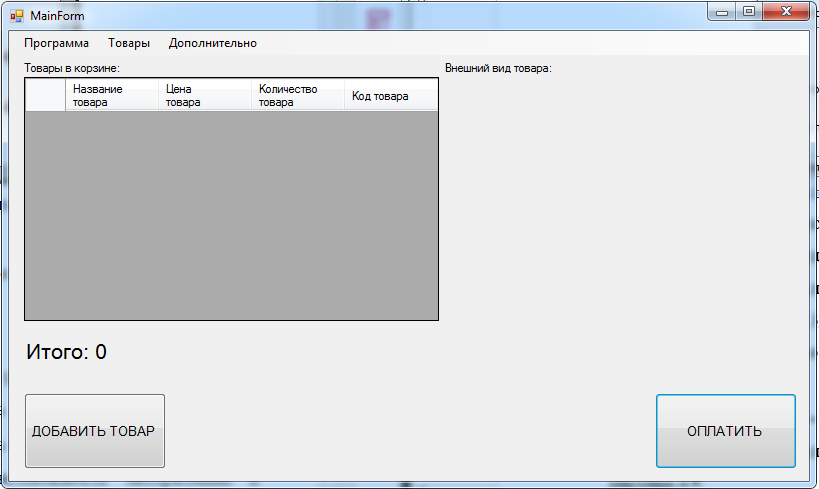 MainForm
Программа Товары Дополнительно
Товары в корзине: Внешний вид товара:
Название товара
Цена товара
Количество товара
Код товара
Итого: 0
ДОБАВИТЬ ТОВАР ОПЛАТИТЬ